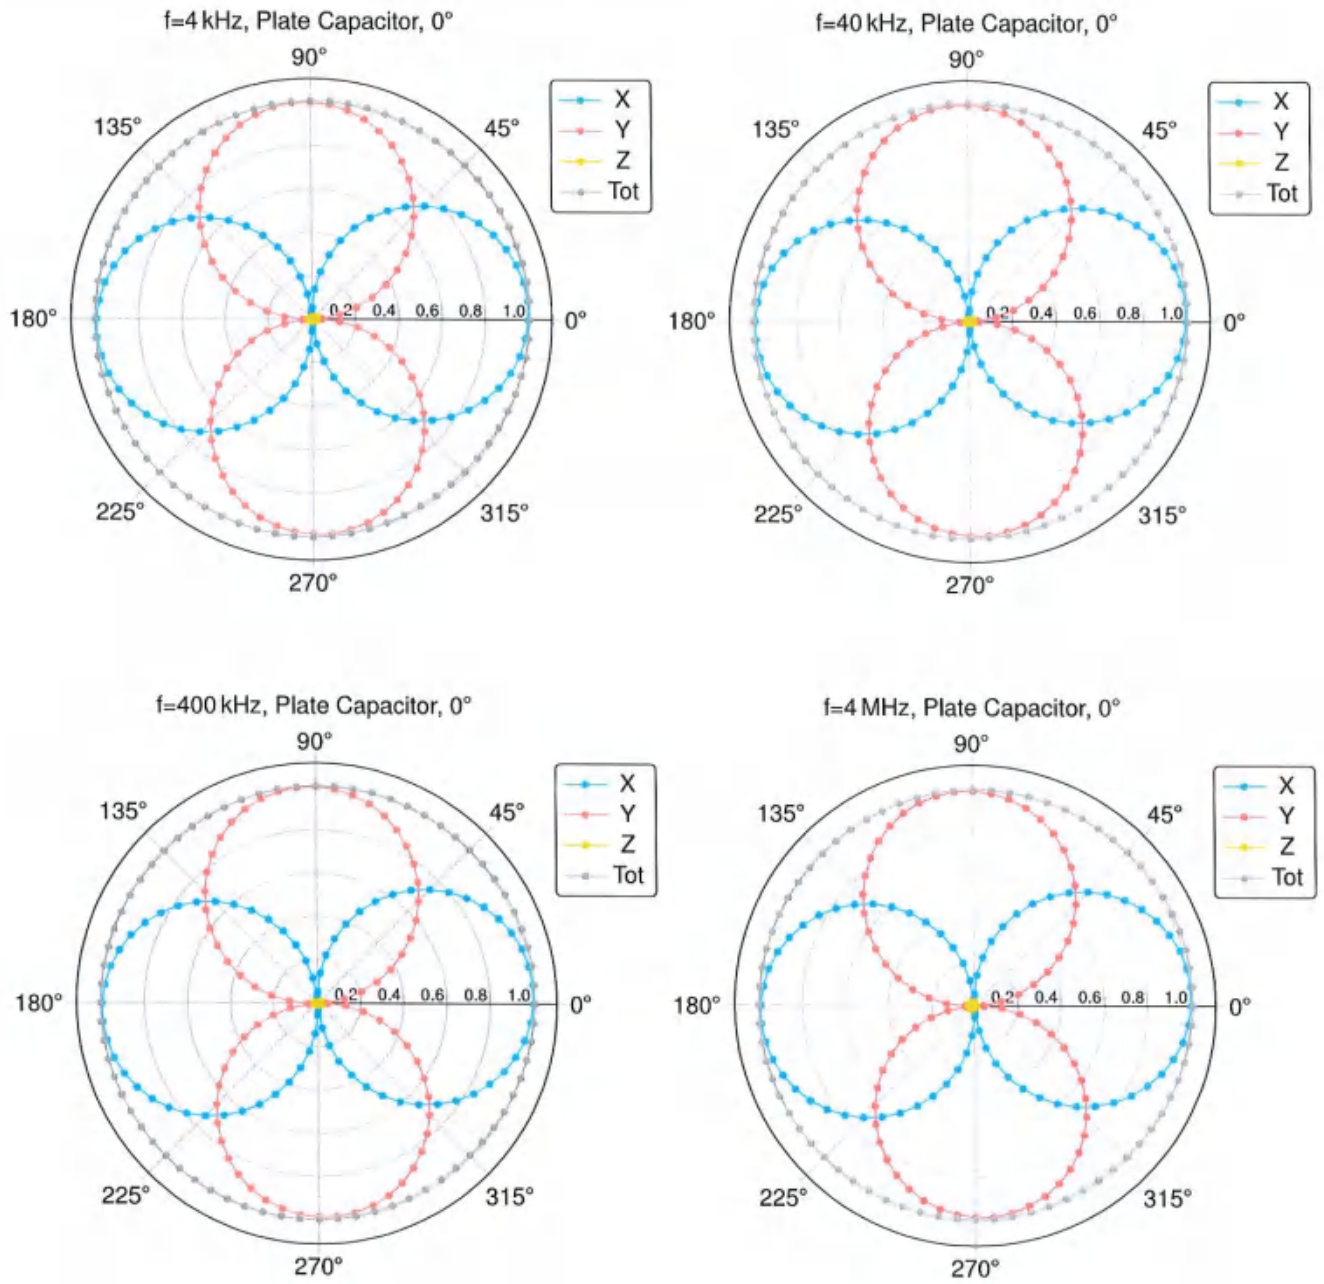 f=4 kHz, Plate Capacitor, 0°
90°
135°
45°
X
Y
Z
Tot
180°
0.2 0.4 0.6 0.8 1.0
0°
225°
315°
270°
f=40 kHz, Plate Capacitor, 0°
90°
135°
45°
X
Y
Z
Tot
180°
0.2 0.4 0.6 0.8 1.0
0°
225°
315°
270°
f=400 kHz, Plate Capacitor, 0°
90°
135°
45°
X
Y
Z
Tot
180°
0.2 0.4 0.6 0.8 1.0
0°
225°
315°
270°
f=4 MHz, Plate Capacitor, 0°
90°
135°
45°
X
Y
Z
Tot
180°
0.2 0.4 0.6 0.8 1.0
0°
225°
315°
270°